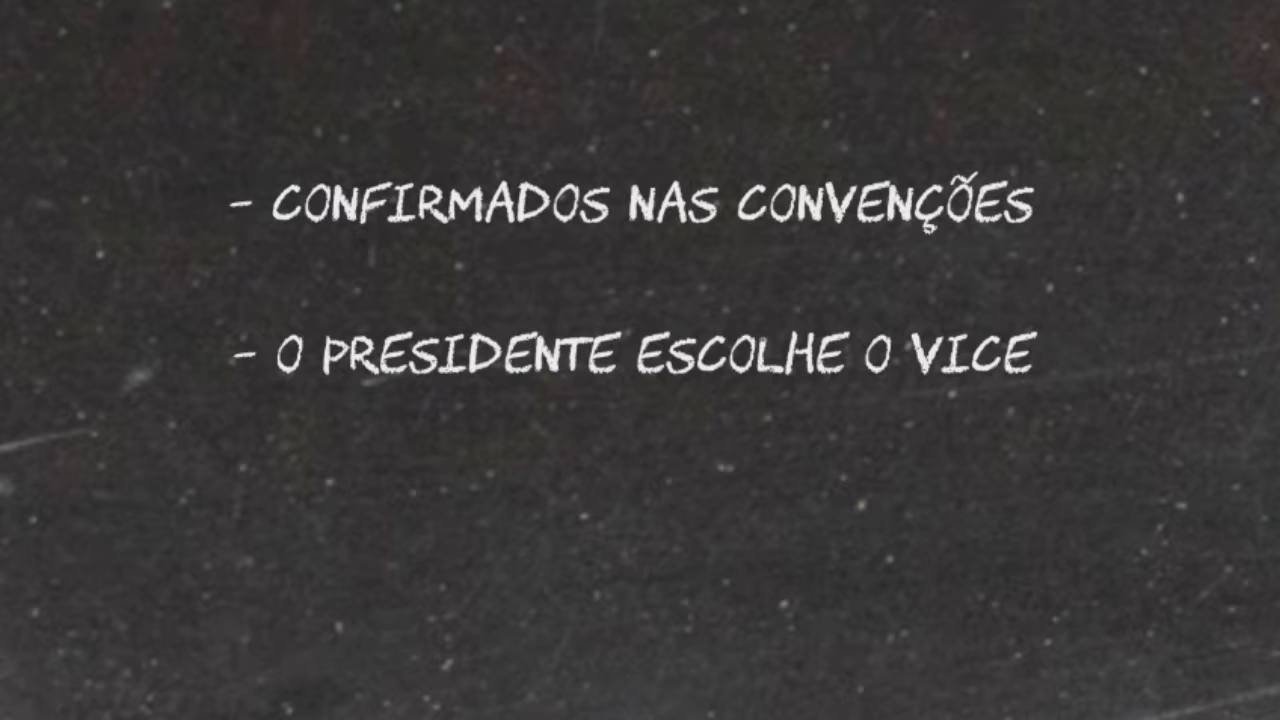 - CONFIRMADOS NAS CONVENÇÕES
- O PRESIDENTE ESCOLHE O VICE